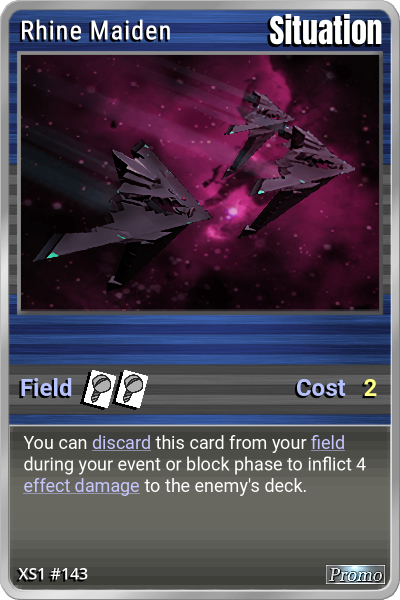 Rhine Maiden
Situation
Field
Cost 2
You can discard this card from your field
during your event or block phase to inflict 4
effect damage to the enemy's deck.
XS1 #143
Promo